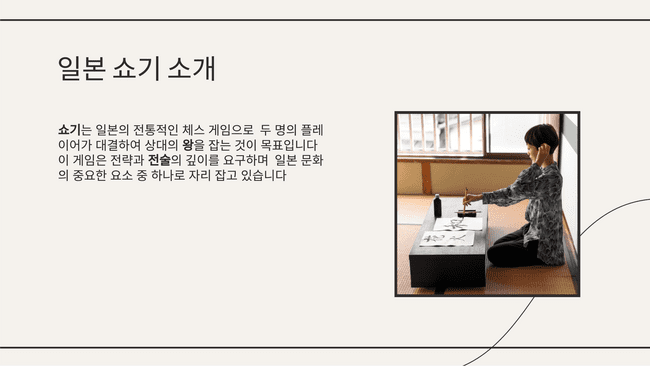 일본 쇼기 소개
쇼기는 일본의 전통적인 체스 게임으로 두 명의 플레
이어가 대결하여 상대의 왕을 잡는 것이 목표입니다
이 게임은 전략과 전술의 깊이를 요구하며 일본 문화
의 중요한 요소 중 하나로 자리 잡고 있습니다